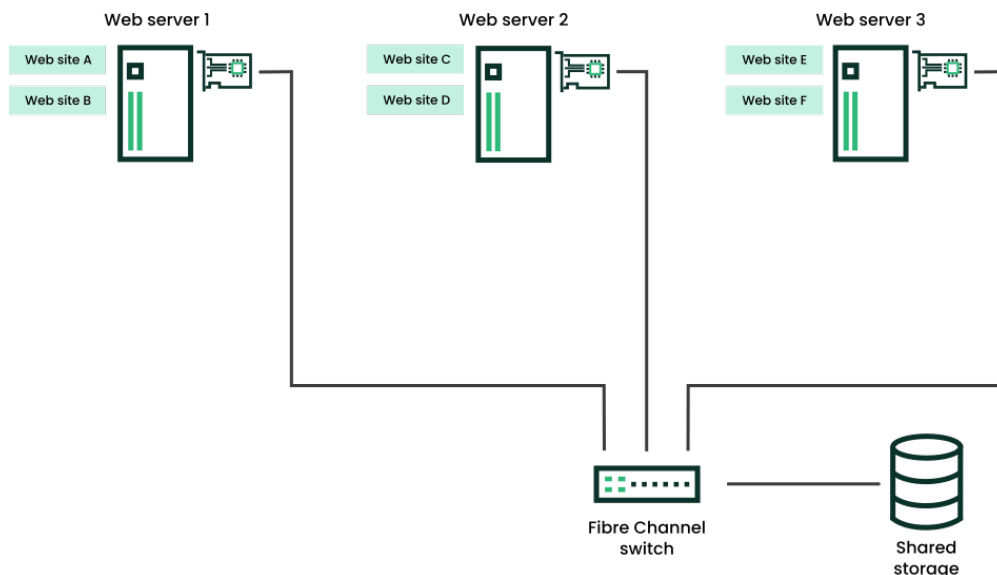 Web server 1
Web server 2
Web server 3
Web site A
Web site C
Web site E
Web site B
Web site D
Web site F
Fibre Channel
switch
Shared
storage